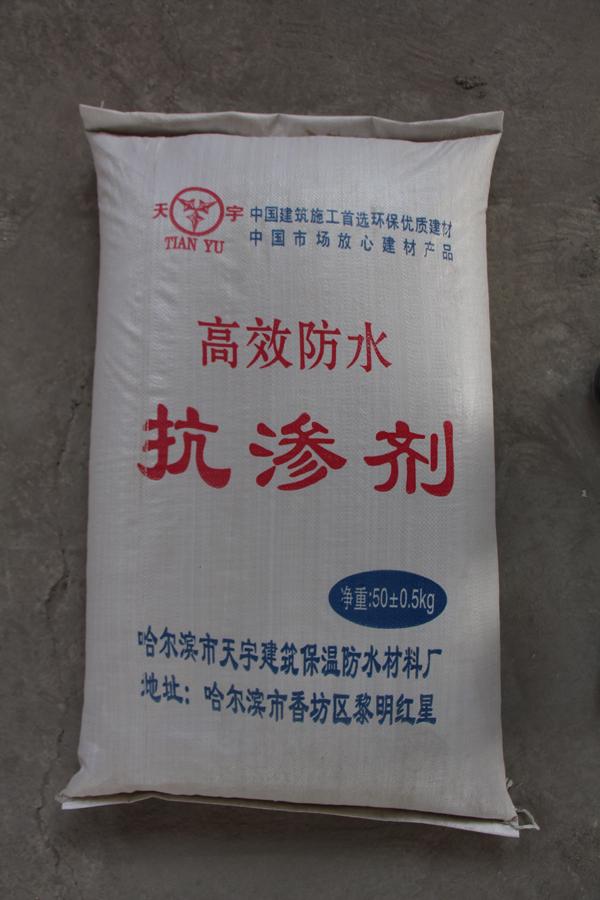 天宇
TIAN YU
中国建筑施工首选环保优质建材
中国市场放心建材产品
高效防水
抗渗剂
净重:50±0.5kg
哈尔滨市天宇建筑保温防水材料厂
地址：哈尔滨市香坊区黎明红星